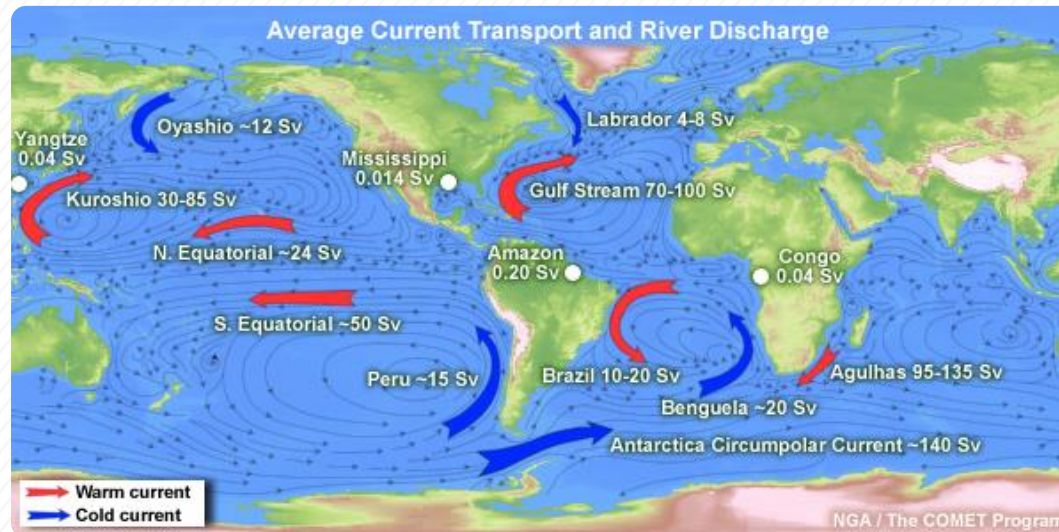 Average Current Transport and River Discharge
Oyashio ~12 Sv
Labrador 4-8 Sv
Yangtze
0.04 Sv
Mississippi
0.014 Sv
Kuroshio 30-85 Sv
Gulf Stream 70-100 Sv
N. Equatorial ~24 Sv
Amazon
0.20 Sv
Congo
0.04 Sv
S. Equatorial ~50 Sv
Peru ~15 Sv
Brazil 10-20 Sv
Agulhas 95-135 Sv
Benguela ~20 Sv
Antarctica Circumpolar Current ~140 Sv
Warm current
Cold current
NGA / The COMET Program